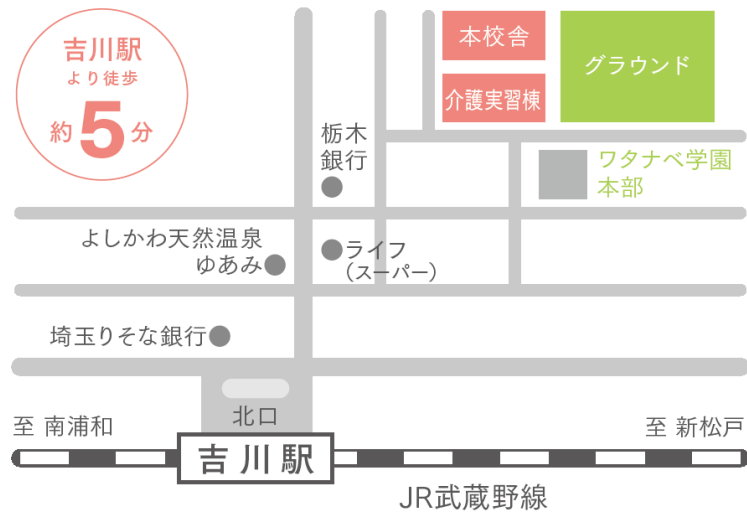 吉川駅
より徒歩
約5分
本校舎
グラウンド
介護実習棟
栃木
銀行
ワタナベ学園
本部
よしかわ天然温泉
ゆあみ
ライフ
（スーパー）
埼玉りそな銀行
北口
至 南浦和
至 新松戸
吉川駅
JR武蔵野線